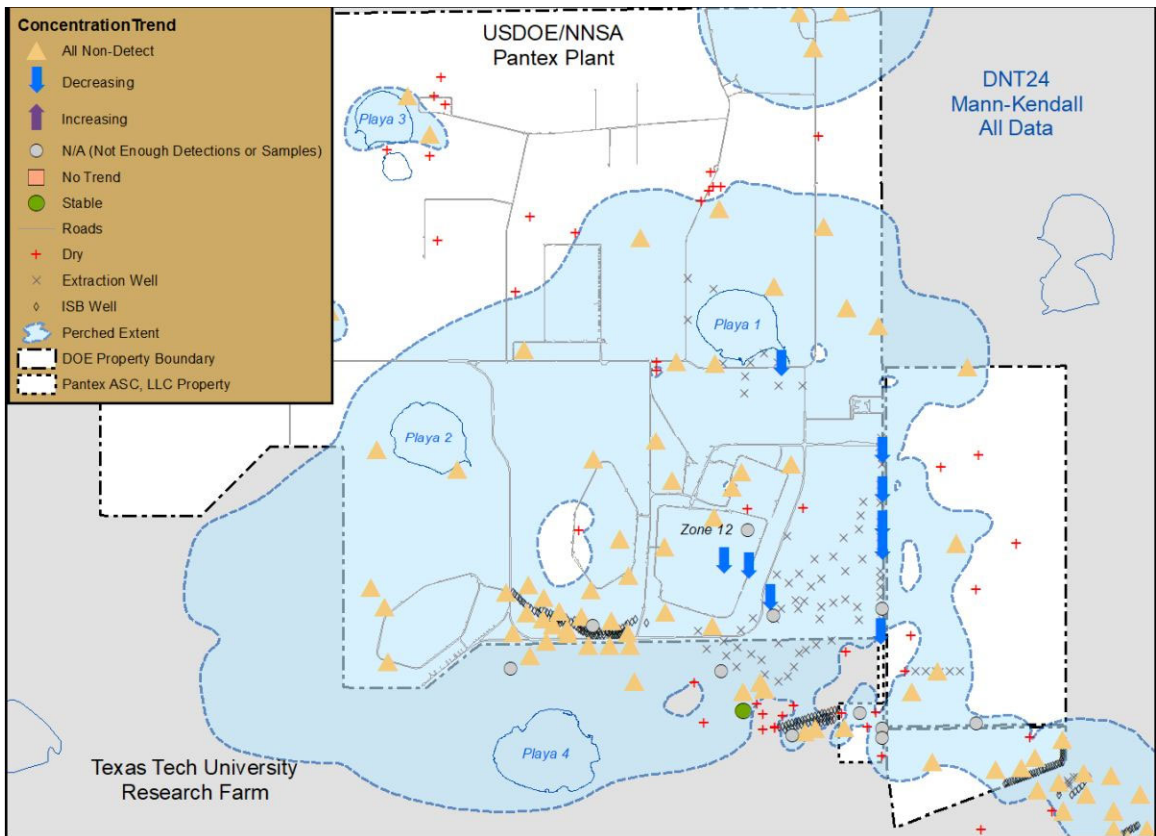 Concentration Trend
All Non-Detect
Decreasing
Increasing
N/A (Not Enough Detections or Samples)
No Trend
Stable
Roads
Dry
Extraction Well
ISB Well
Perched Extent
DOE Property Boundary
Pantex ASC, LLC Property
USDOE/NNSA
Pantex Plant
DNT24
Mann-Kendall
All Data
Playa 3
Playa 1
Playa 2
Zone 12
Playa 4
Texas Tech University
Research Farm